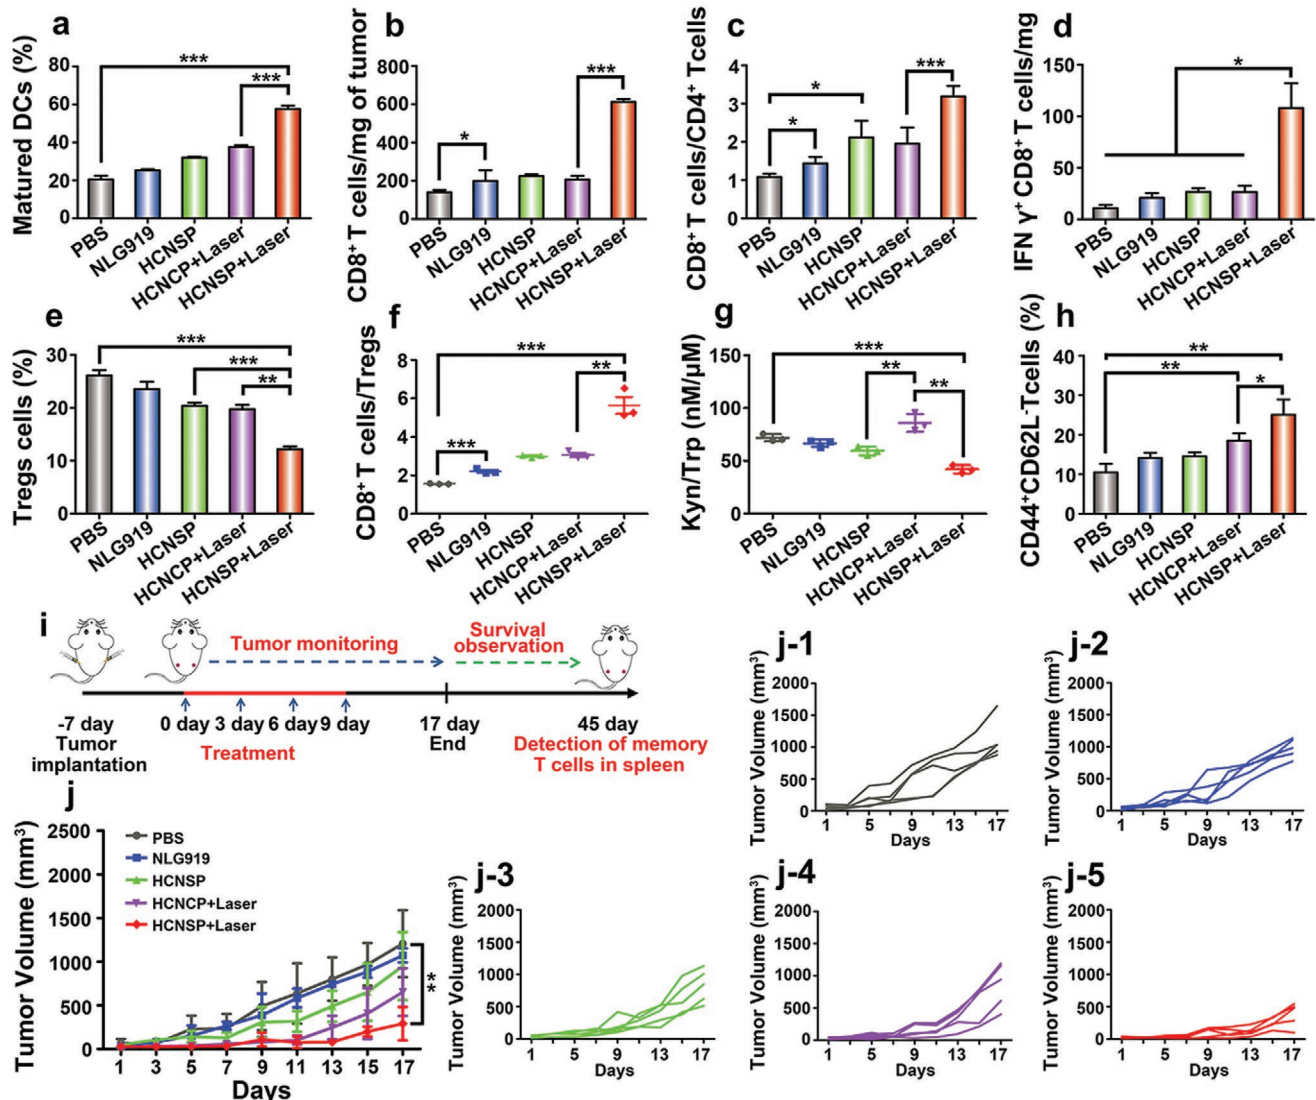 a
Matured DCs (%)
80
60
40
20
0
***
***
PBS
NLG919
HCNSP
HCNCP+Laser
HCNSP+Laser
b
CD8⁺ T cells/mg of tumor
800
600
400
200
0
*
***
PBS
NLG919
HCNSP
HCNCP+Laser
HCNSP+Laser
c
CD8⁺ T cells/CD4⁺ Tcells
4
3
2
1
0
*
*
***
PBS
NLG919
HCNSP
HCNCP+Laser
HCNSP+Laser
d
IFN γ⁺ CD8⁺ T cells/mg
150
100
50
0
*
PBS
NLG919
HCNSP
HCNCP+Laser
HCNSP+Laser
e
Tregs cells (%)
30
20
10
0
***
***
**
PBS
NLG919
HCNSP
HCNCP+Laser
HCNSP+Laser
f
CD8⁺ T cells/Tregs
8
6
4
2
0
***
***
**
PBS
NLG919
HCNSP
HCNCP+Laser
HCNSP+Laser
g
Kyn/Trp (nM/μM)
150
100
50
0
***
**
**
PBS
NLG919
HCNSP
HCNCP+Laser
HCNSP+Laser
h
CD44⁺CD62L⁻Tcells (%)
40
30
20
10
0
**
**
*
PBS
NLG919
HCNSP
HCNCP+Laser
HCNSP+Laser
i
Tumor monitoring
Survival
observation
-7 day
0 day
3 day
6 day
9 day
17 day
45 day
Tumor
implantation
Treatment
End
Detection of memory
T cells in spleen
j
Tumor Volume (mm³)
2500
2000
1500
1000
500
0
PBS
NLG919
HCNSP
HCNCP+Laser
HCNSP+Laser
**
1 3 5 7 9 11 13 15 17
Days
j-1
Tumor Volume (mm³)
2000
1500
1000
500
0
1 5 9 13 17
Days
j-2
Tumor Volume (mm³)
2000
1500
1000
500
0
1 5 9 13 17
Days
j-3
Tumor Volume (mm³)
2000
1500
1000
500
0
1 5 9 13 17
Days
j-4
Tumor Volume (mm³)
2000
1500
1000
500
0
1 5 9 13 17
Days
j-5
Tumor Volume (mm³)
2000
1500
1000
500
0
1 5 9 13 17
Days